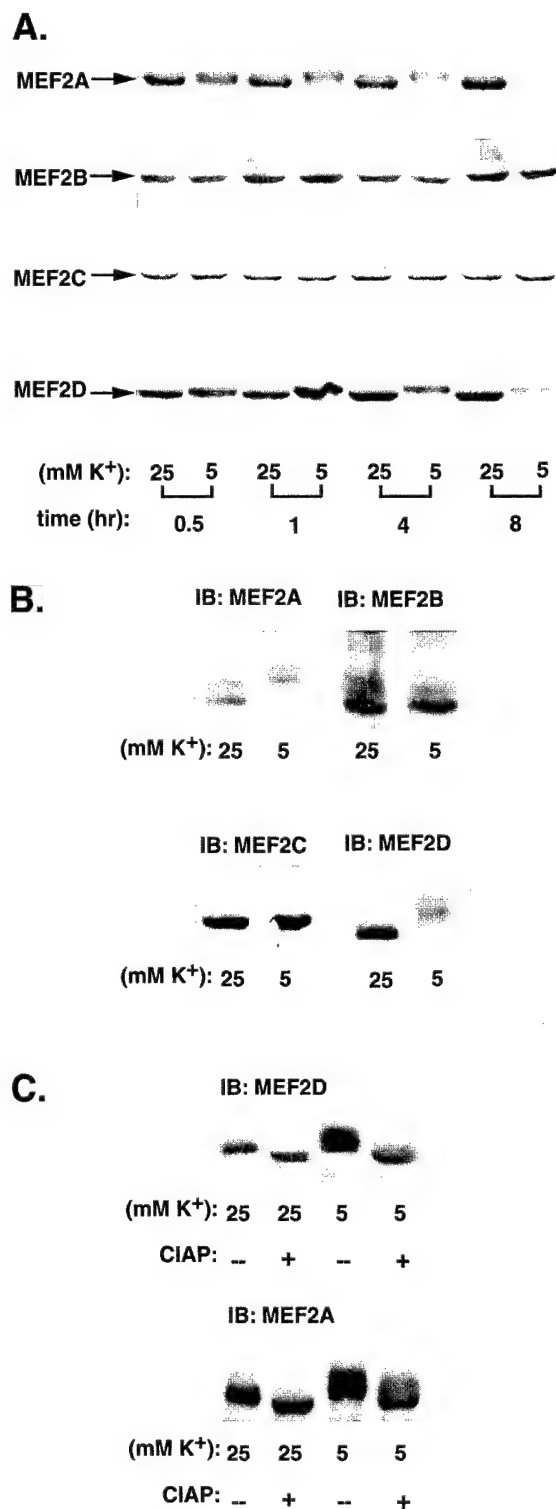 A.
MEF2A
MEF2B
MEF2C
MEF2D
(mM K+): 25 5 25 5 25 5 25 5
time (hr): 0.5 1 4 8
B.
IB: MEF2A IB: MEF2B
(mM K+): 25 5 25 5
IB: MEF2C IB: MEF2D
(mM K+): 25 5 25 5
C.
IB: MEF2D
(mM K+): 25 25 5 5
CIAP: -- + -- +
IB: MEF2A
(mM K+): 25 25 5 5
CIAP: -- + -- +